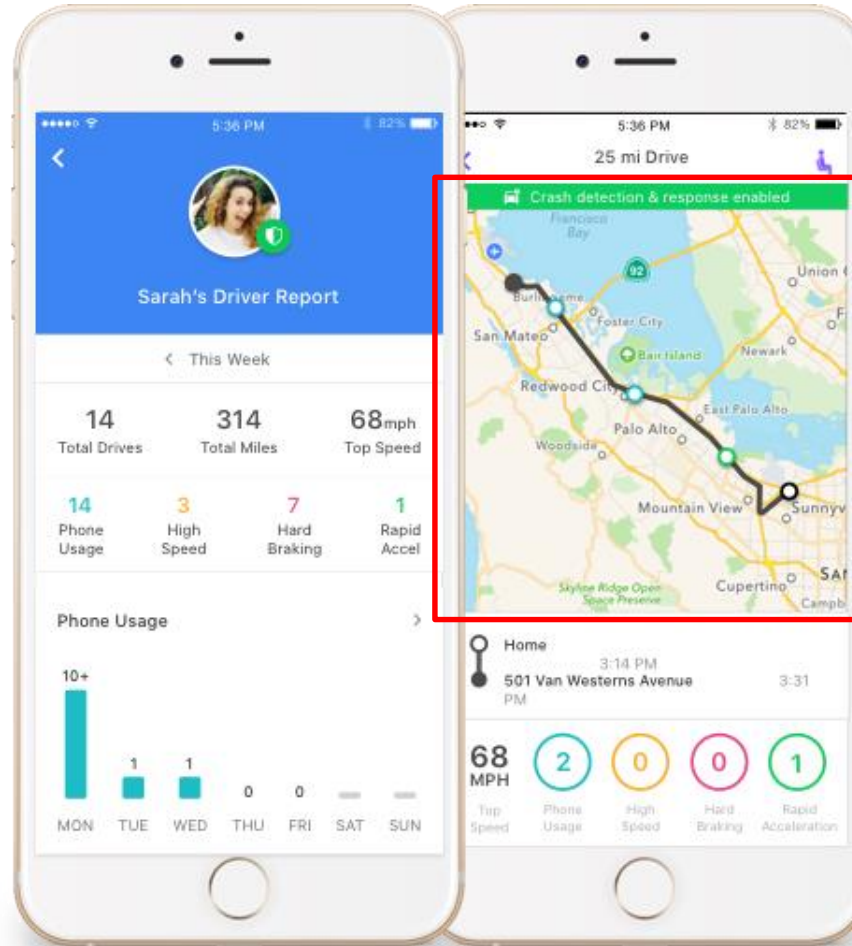 5:36 PM
82%
Sarah's Driver Report
This Week
14
Total Drives
314
Total Miles
68mph
Top Speed
14
Phone
Usage
3
High
Speed
7
Hard
Braking
1
Rapid
Accel
Phone Usage
10+
1
1
0
0
MON TUE WED THU FRI SAT SUN
5:36 PM
82%
25 mi Drive
Crash detection & response enabled
Francisco
Bay
92
Union
Burlingame
Foster City
San Mateo
Bair Island
Newark
Redwood City
East Palo Alto
Palo Alto
Woodside
Mountain View
Sunnyv
Skyline Ridge Open
Space Preserve
Cupertino
SAN
Campb
Home
3:14 PM
501 Van Westerns Avenue 3:31
PM
68
MPH
Top
Speed
2
Phone
Usage
0
High
Speed
0
Hard
Braking
1
Rapid
Acceleration